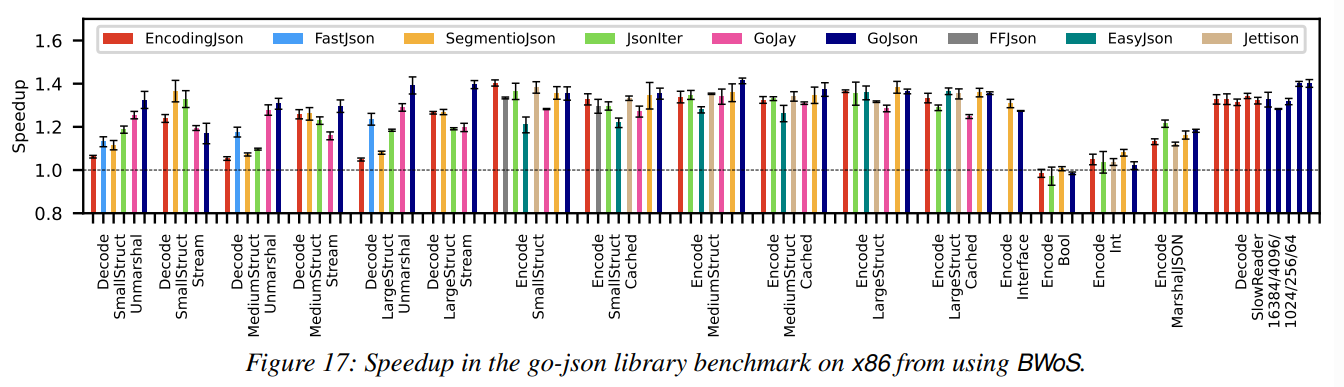 1.6
1.4
1.2
1.0
0.8
Speedup
EncodingJson FastJson SegmentioJson JsonIter GoJay GoJson FFJson EasyJson Jettison
Decode
SmallStruct
Unmarshal
Decode
SmallStruct
Stream
Decode
MediumStruct
Unmarshal
Decode
MediumStruct
Stream
Decode
LargeStruct
Unmarshal
Decode
LargeStruct
Stream
Encode
SmallStruct
Encode
SmallStruct
Cached
Encode
MediumStruct
Encode
MediumStruct
Cached
Encode
LargeStruct
Encode
LargeStruct
Cached
Encode
Interface
Encode
Bool
Encode
Int
Encode
MarshalJSON
Decode
SlowReader
16384/4096/
1024/256/64
Figure 17: Speedup in the go-json library benchmark on x86 from using BWoS.